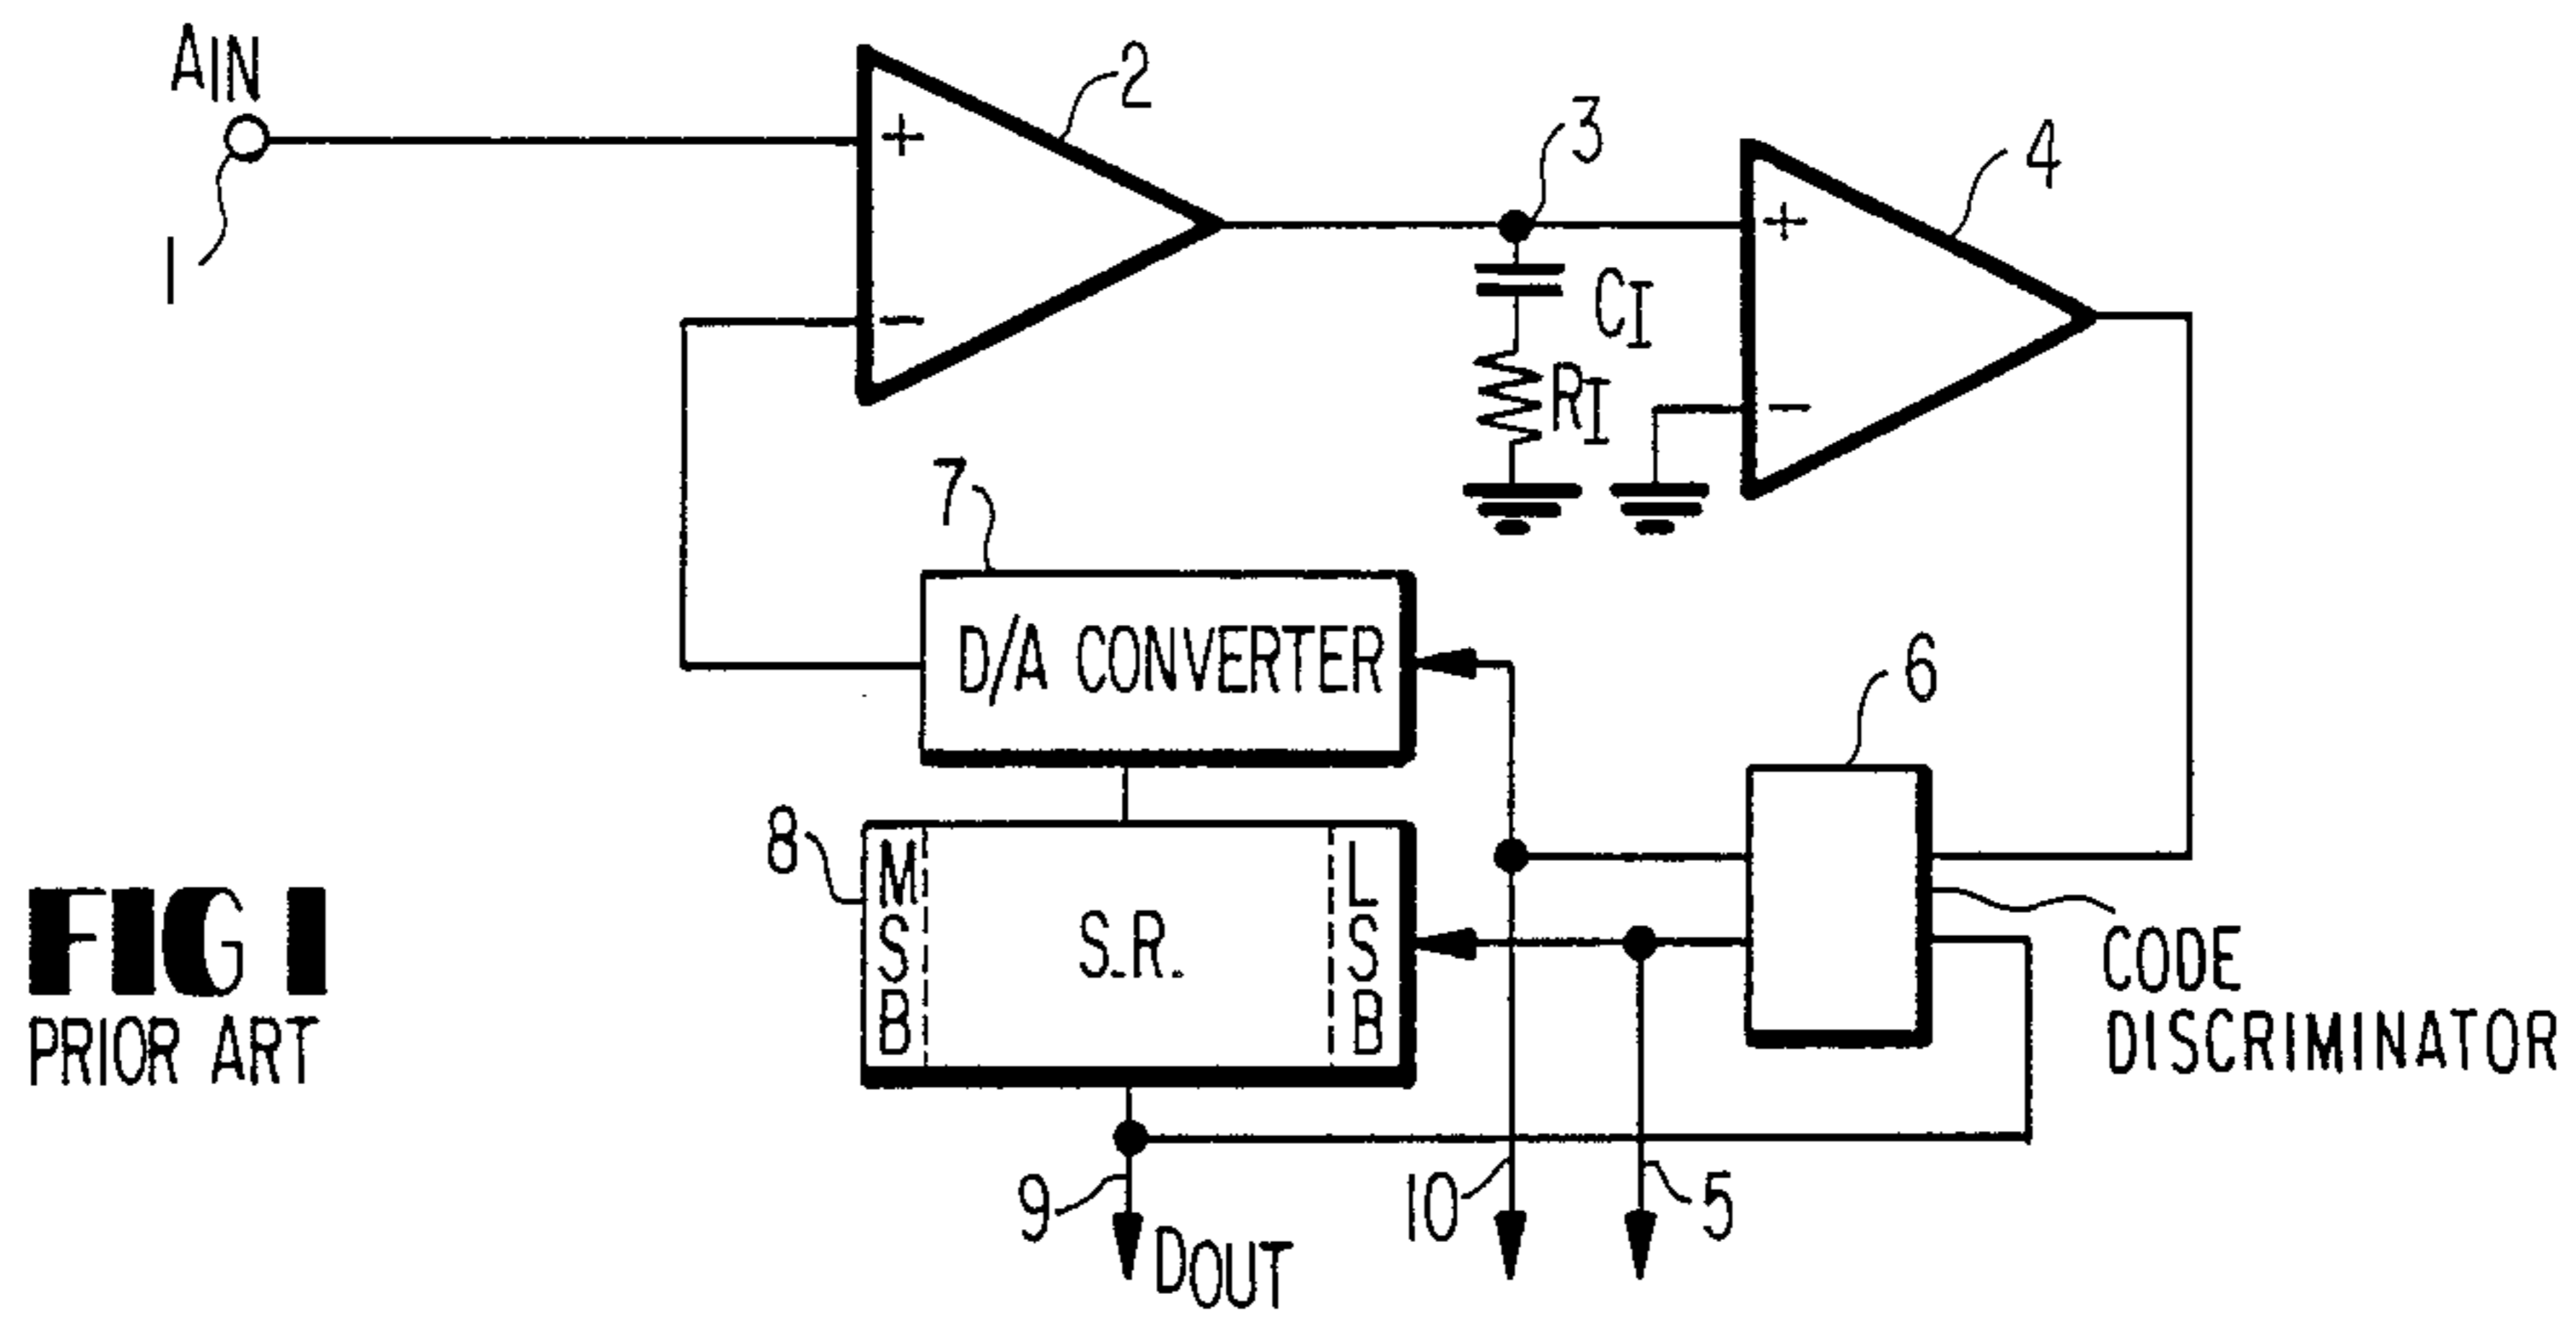 AIN
1
2
3
4
+
−
+
−
CI
RI
7
D/A CONVERTER
6
8
MSB
S.R.
LSB
CODE
DISCRIMINATOR
FIG 1
PRIOR ART
9
DOUT
10
5